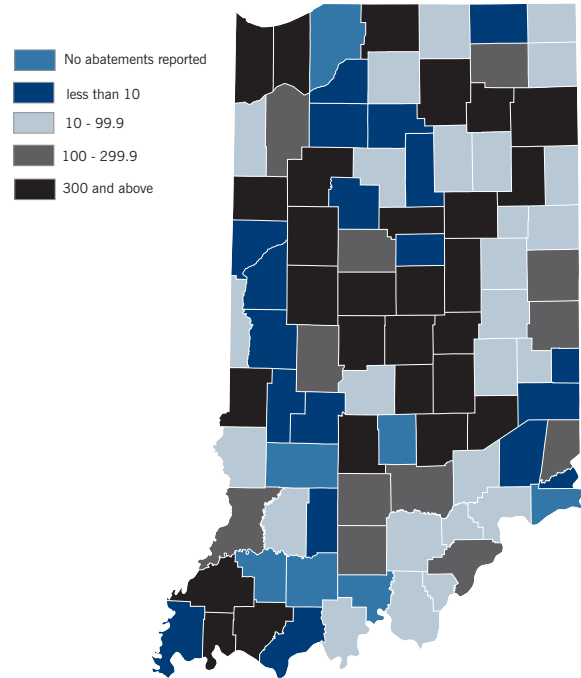 No abatements reported
less than 10
10 - 99.9
100 - 299.9
300 and above